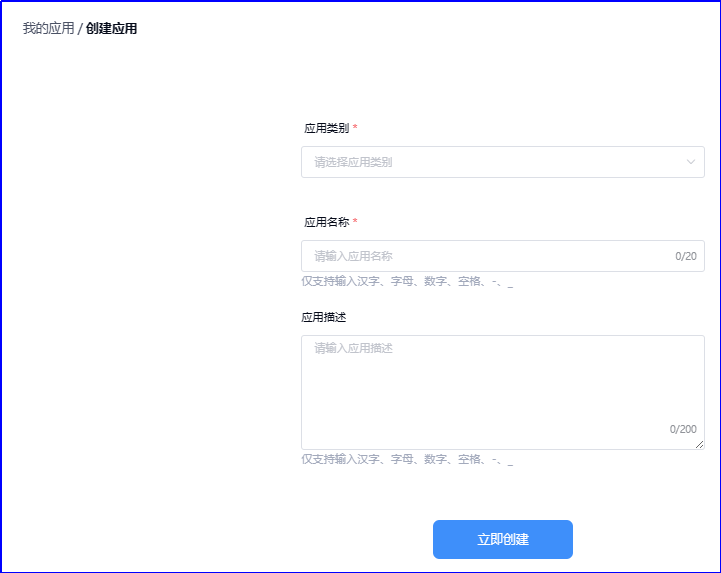 我的应用 / 创建应用
应用类别 *
请选择应用类别
应用名称 *
请输入应用名称 0/20
仅支持输入汉字、字母、数字、空格、-、_
应用描述
请输入应用描述
0/200
仅支持输入汉字、字母、数字、空格、-、_
立即创建